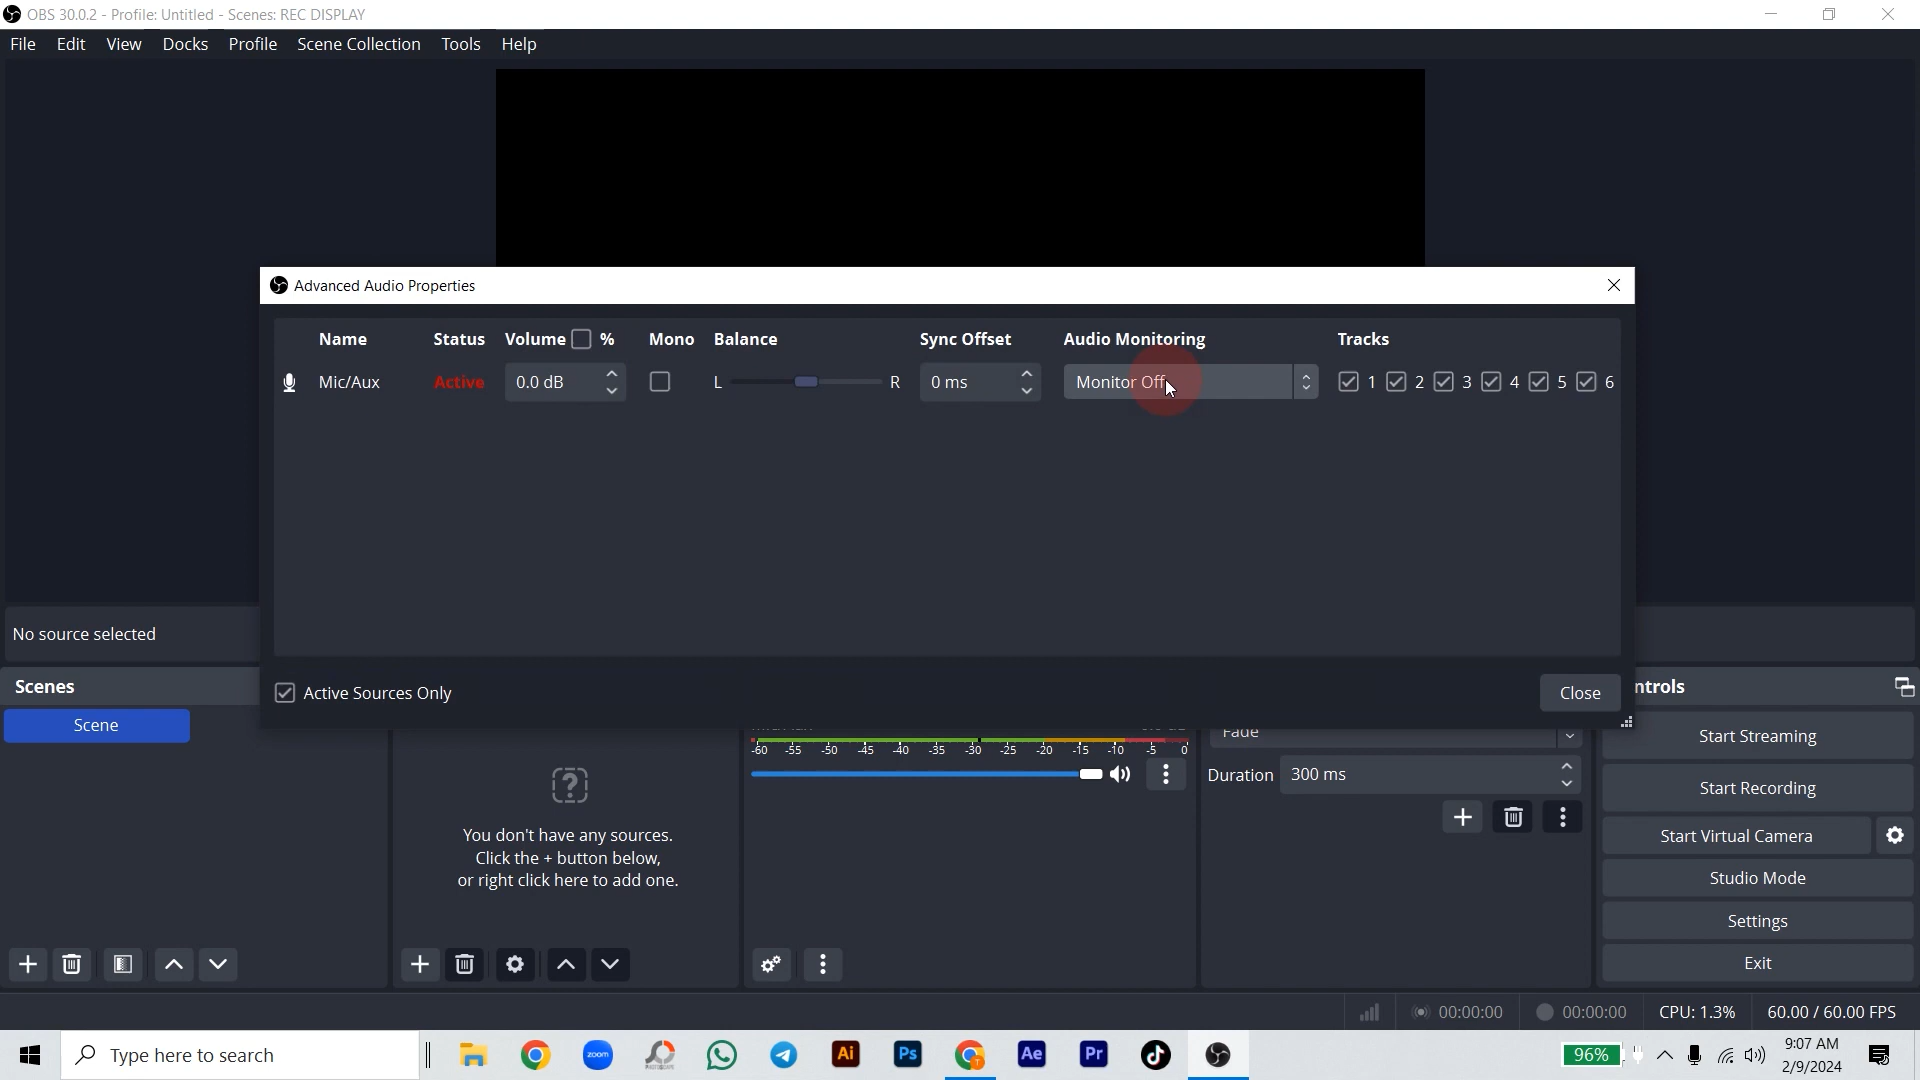 OBS 30.0.2 - Profile: Untitled - Scenes: REC DISPLAY
File Edit View Docks Profile Scene Collection Tools Help
Advanced Audio Properties
Name Status Volume % Mono Balance Sync Offset Audio Monitoring Tracks
Mic/Aux Active 0.0 dB L R 0 ms Monitor Off 1 2 3 4 5 6
No source selected
Active Sources Only Close
Scenes ntrols
Scene
Fade
Start Streaming
-60 -55 -50 -45 -40 -35 -30 -25 -20 -15 -10 -5 0
Duration 300 ms
Start Recording
You don't have any sources.
Click the + button below,
or right click here to add one.
Start Virtual Camera
Studio Mode
Settings
Exit
00:00:00 00:00:00 CPU: 1.3% 60.00 / 60.00 FPS
Type here to search
zoom
Ai Ps Ae Pr
96%
9:07 AM
2/9/2024